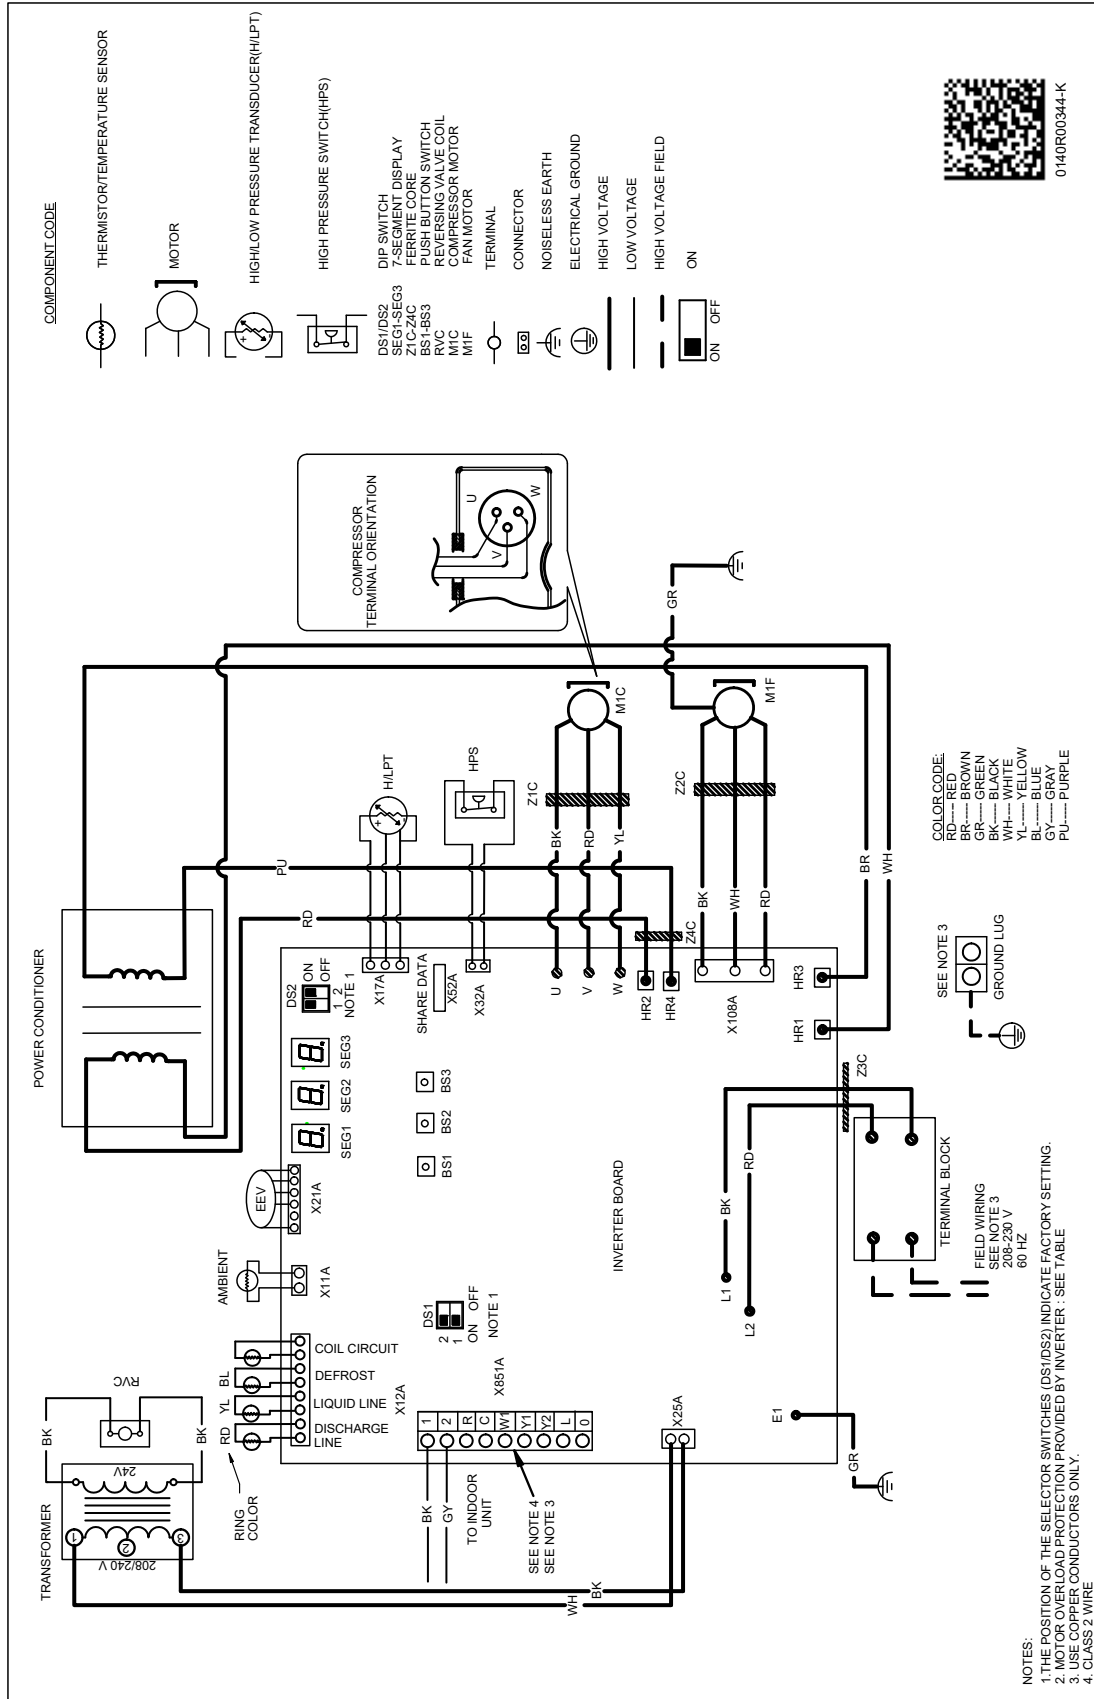 COMPONENT CODE
THERMISTOR/TEMPERATURE SENSOR
MOTOR
HIGH/LOW PRESSURE TRANSDUCER(H/LPT)
HIGH PRESSURE SWITCH(HPS)
DS1/DS2 DIP SWITCH
SEG1-SEG3 7-SEGMENT DISPLAY
Z1C-Z4C FERRITE CORE
BS1-BS3 PUSH BUTTON SWITCH
RVC REVERSING VALVE COIL
M1C COMPRESSOR MOTOR
M1F FAN MOTOR
TERMINAL
CONNECTOR
NOISELESS EARTH
ELECTRICAL GROUND
HIGH VOLTAGE
LOW VOLTAGE
HIGH VOLTAGE FIELD
ON OFF
ON
0140R00344-K
COMPRESSOR
TERMINAL ORIENTATION
U
V
W
POWER CONDITIONER
PU
RD
H/LPT
+
-
HPS
Z1C
BK
RD
YL
M1C
Z2C
BK
WH
RD
M1F
GR
BR
WH
Z4C
DS2
ON
OFF
1 2
NOTE 1
X17A
SHARE DATA
X52A
X32A
U
V
W
HR2
HR4
X108A
HR3
HR1
SEG1
SEG2
SEG3
BS1
BS2
BS3
INVERTER BOARD
EEV
X21A
AMBIENT
X11A
DS1
2
1
ON OFF
NOTE 1
TRANSFORMER
208/240 V
24V
1
2
3
BK
RVC
BK
RING
COLOR
RD
YL
BL
COIL CIRCUIT
DEFROST
LIQUID LINE
DISCHARGE
LINE
X12A
X851A
1
2
R
C
W1
Y1
Y2
L
0
BK
GY
TO INDOOR
UNIT
SEE NOTE 4
SEE NOTE 3
WH
BK
X25A
E1
GR
L1
L2
BK
RD
Z3C
TERMINAL BLOCK
FIELD WIRING
SEE NOTE 3
208-230 V
60 HZ
SEE NOTE 3
GROUND LUG
COLOR CODE:
RD----- RED
BR----- BROWN
GR----- GREEN
BK----- BLACK
WH---- WHITE
YL------ YELLOW
BL------ BLUE
GY----- GRAY
PU----- PURPLE
NOTES:
1.THE POSITION OF THE SELECTOR SWITCHES (DS1/DS2) INDICATE FACTORY SETTING.
2. MOTOR OVERLOAD PROTECTION PROVIDED BY INVERTER : SEE TABLE
3. USE COPPER CONDUCTORS ONLY.
4. CLASS 2 WIRE